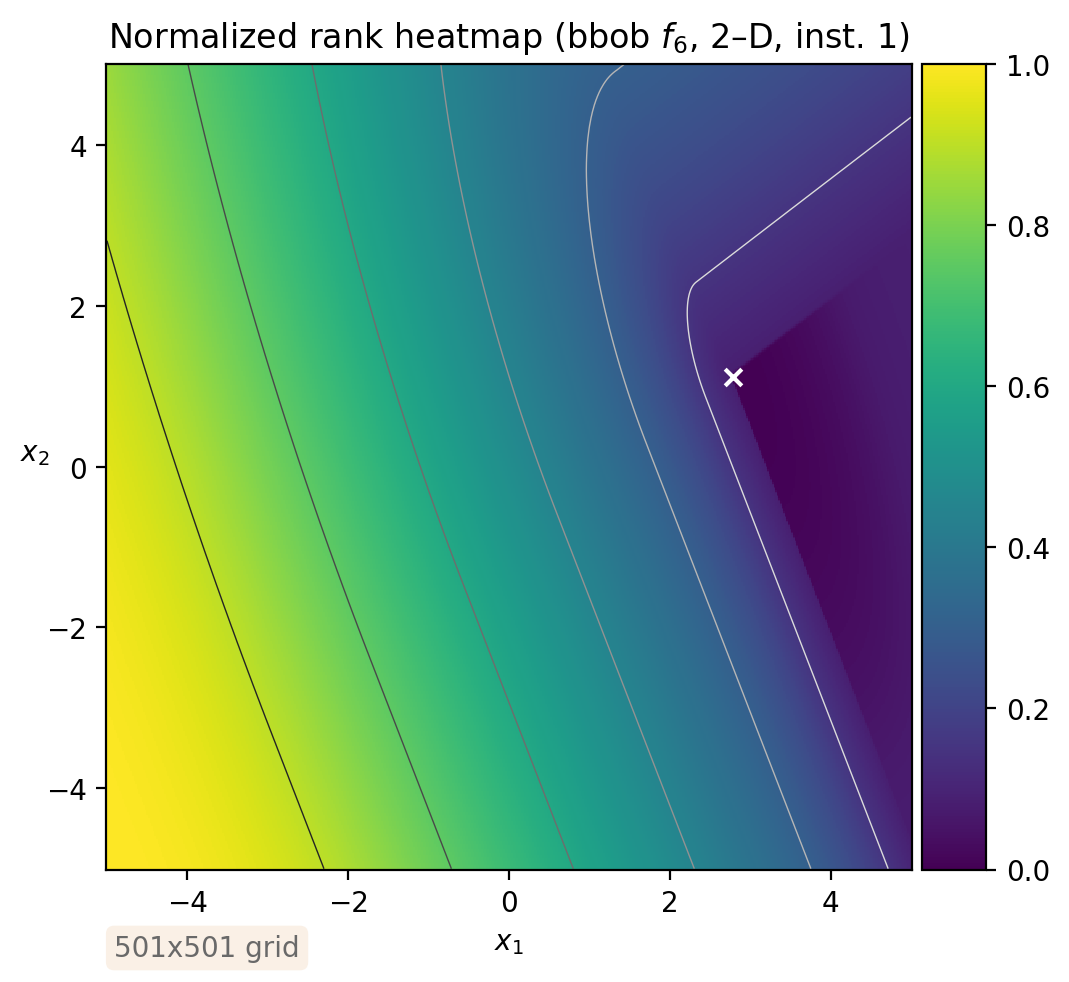 Normalized rank heatmap (bbob f₆, 2–D, inst. 1)
1.0
0.8
0.6
0.4
0.2
0.0
4
2
0
−2
−4
x₂
−4 −2 0 2 4
x₁
501x501 grid